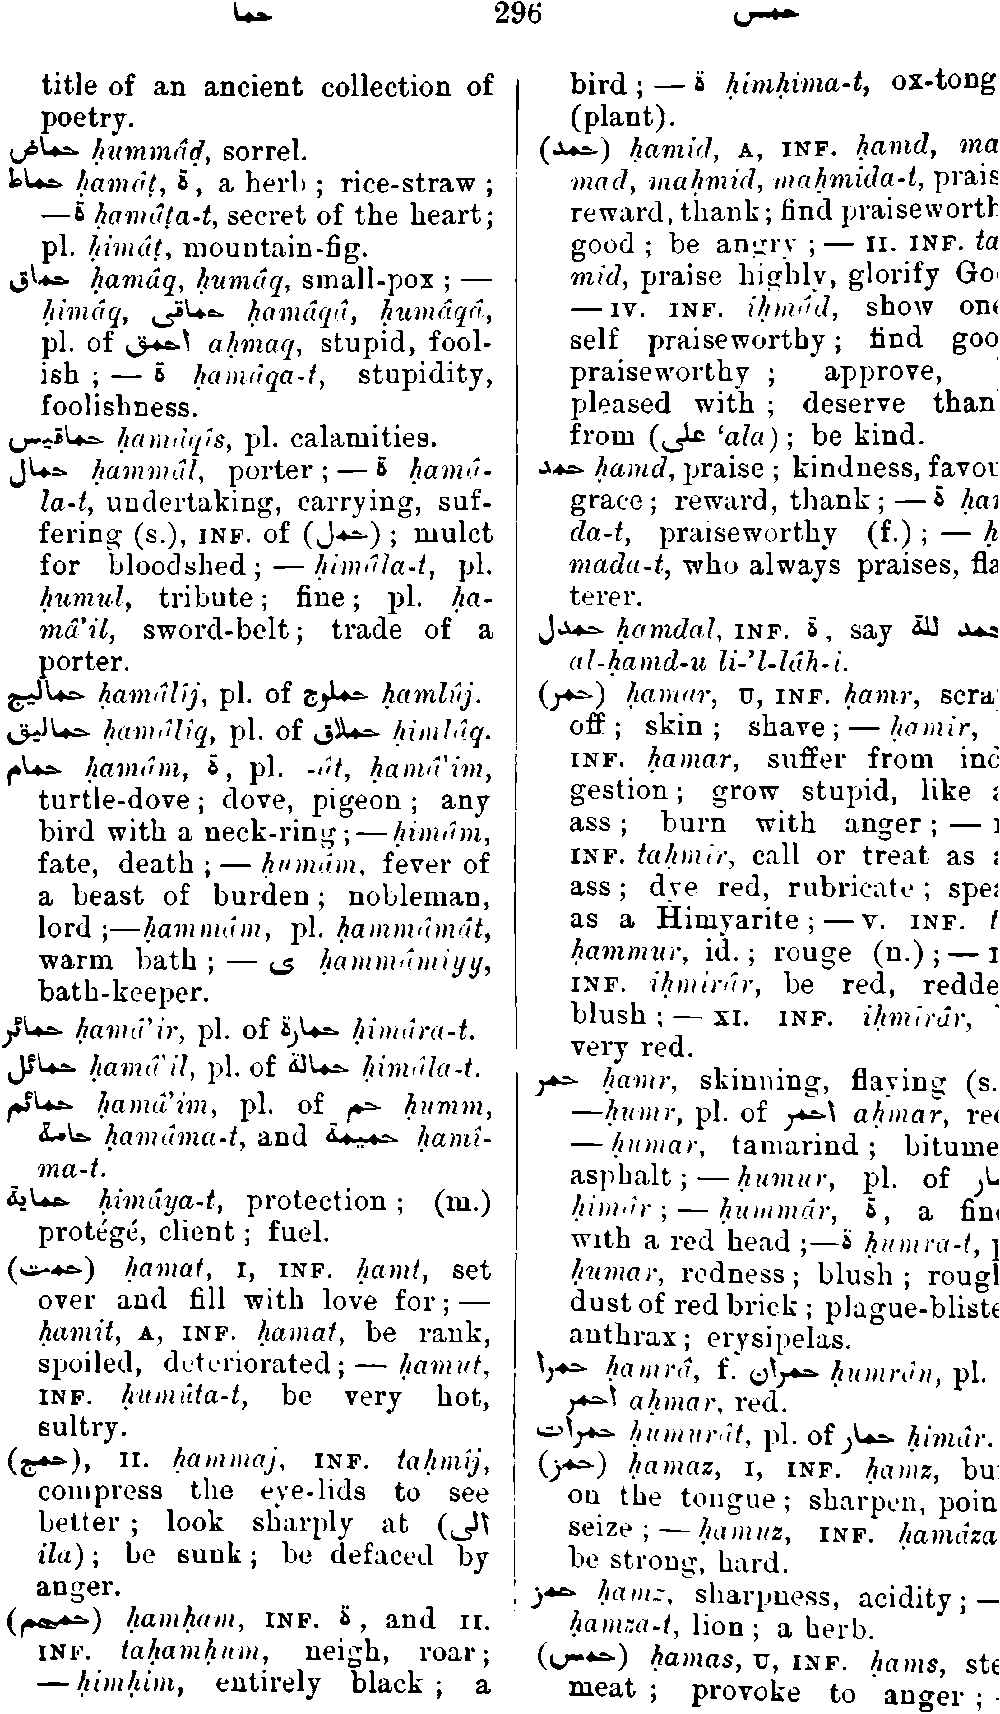 حما
296
حمس
title of an ancient collection of
poetry.
حماض ḥummâḍ, sorrel.
حماط ḥamâṭ, ة, a herb ; rice-straw ;
—ة ḥamâṭa-t, secret of the heart;
pl. ḥimâṭ, mountain-fig.
حماق ḥamâq, ḥumâq, small-pox ; —
ḥimâq, حماقى ḥamâqâ, ḥumâqâ,
pl. of احمق aḥmaq, stupid, fool-
ish ; — ة ḥamâqa-t, stupidity,
foolishness.
حماقيس ḥamâqîs, pl. calamities.
حمال ḥammâl, porter ; — ة ḥamâ-
la-t, undertaking, carrying, suf-
fering (s.), INF. of (حمل) ; mulct
for bloodshed ; — ḥimâla-t, pl.
ḥumul, tribute ; fine ; pl. ḥa-
mâ'il, sword-belt ; trade of a
porter.
حماليج ḥamâlîj, pl. of حملوج ḥamlûj.
حماليق ḥamâlîq, pl. of حملاق ḥimlâq.
حمام ḥamâm, ة, pl. -ât, ḥamâ'im,
turtle-dove ; dove, pigeon ; any
bird with a neck-ring ;—ḥimâm,
fate, death ; — ḥumâm, fever of
a beast of burden ; nobleman,
lord ;—ḥammâm, pl. ḥammâmât,
warm bath ; — ى ḥammâmiyy,
bath-keeper.
حمائر ḥamâ'ir, pl. of حمارة ḥimâra-t.
حمائل ḥamâ'il, pl. of حمالة ḥimâla-t.
حمائم ḥamâ'im, pl. of حم ḥumm,
حامة ḥamâma-t, and حميمة ḥamî-
ma-t.
حماية ḥimâya-t, protection ; (m.)
protégé, client ; fuel.
(حمت) ḥamat, I, INF. ḥamt, set
over and fill with love for ; —
ḥamit, A, INF. ḥamat, be rank,
spoiled, deteriorated ; — ḥamut,
INF. ḥumûta-t, be very hot,
sultry.
(حمج), II. ḥammaj, INF. taḥmîj,
compress the eye-lids to see
better ; look sharply at (الى
ila) ; be sunk ; be defaced by
anger.
(حمحم) ḥamḥam, INF. ة, and II.
INF. taḥamḥum, neigh, roar ;
—ḥimḥim, entirely black ; a
bird ; — ة ḥimḥima-t, ox-tong
(plant).
(حمد) ḥamid, A, INF. ḥamd, ma
mad, maḥmid, maḥmida-t, prais
reward, thank ; find praiseworth
good ; be angry ; — II. INF. ta
mîd, praise highly, glorify Go
— IV. INF. iḥmâd, show one
self praiseworthy ; find goo
praiseworthy ; approve,
pleased with ; deserve than
from (على 'ala) ; be kind.
حمد ḥamd, praise ; kindness, favou
grace ; reward, thank ; — ة ḥam
da-t, praiseworthy (f.) ; — ḥ
mada-t, who always praises, fla
terer.
حمدل ḥamdal, INF. ة, say حمد للّٰه
al-ḥamd-u li-'l-lâh-i.
(حمر) ḥamar, U, INF. ḥamr, scra
off ; skin ; shave ; — ḥamir,
INF. ḥamar, suffer from ind
gestion ; grow stupid, like a
ass ; burn with anger ; — I
INF. taḥmîr, call or treat as a
ass ; dye red, rubricate ; spea
as a Himyarite ; — V. INF. t
ḥammur, id. ; rouge (n.) ; — I
INF. iḥmirâr, be red, redde
blush ; — XI. INF. iḥmîrâr,
very red.
حمر ḥamr, skinning, flaying (s.
—ḥumr, pl. of احمر aḥmar, red
— ḥumar, tamarind ; bitume
asphalt ; — ḥumur, pl. of مار
ḥimâr ; — ḥummâr, ة, a fin
with a red head ;—ة ḥumra-t, p
ḥumar, redness ; blush ; roug
dust of red brick ; plague-bliste
anthrax ; erysipelas.
حمرا ḥamrâ, f. حمران ḥumrân, pl.
احمر aḥmar, red.
حمرات ḥumurât, pl. of حمار ḥimâr.
(حمز) ḥamaz, I, INF. ḥamz, bu
on the tongue ; sharpen, poin
seize ; — ḥamuz, INF. ḥamâza
be strong, hard.
حمز ḥamz, sharpness, acidity ; —
ḥamza-t, lion ; a herb.
(حمس) ḥamas, U, INF. ḥams, ste
meat ; provoke to anger ; -